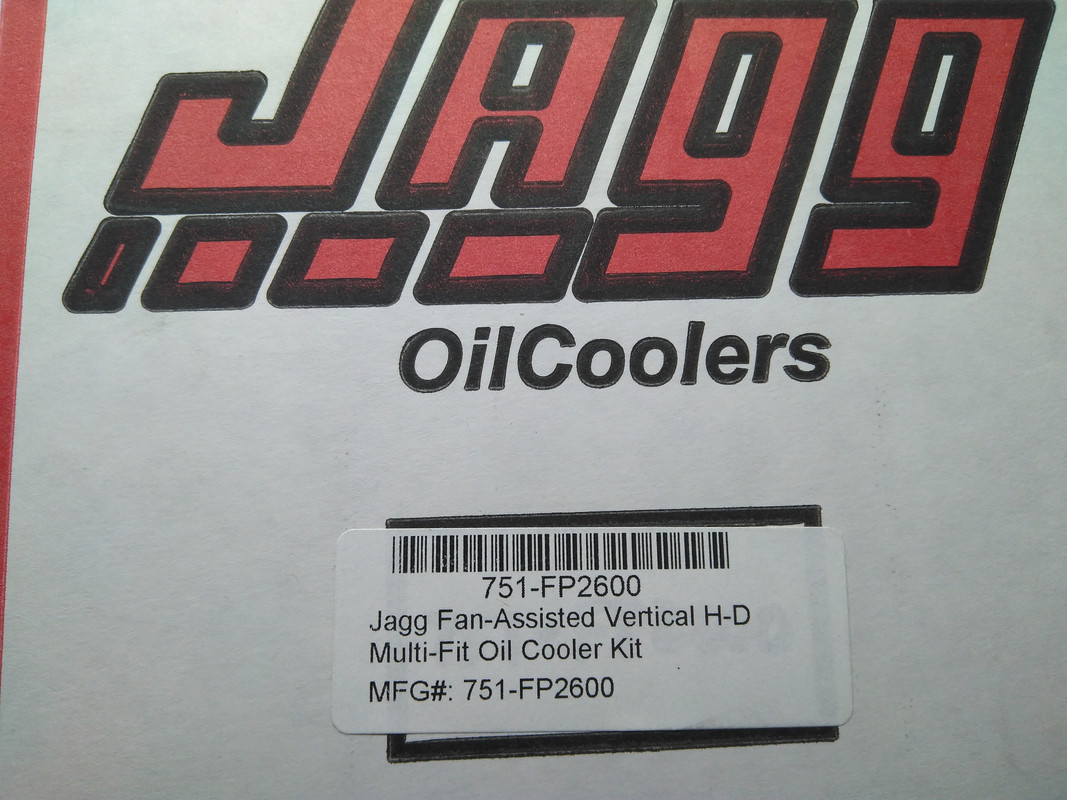 Jagg
OilCoolers
751-FP2600
Jagg Fan-Assisted Vertical H-D
Multi-Fit Oil Cooler Kit
MFG#: 751-FP2600